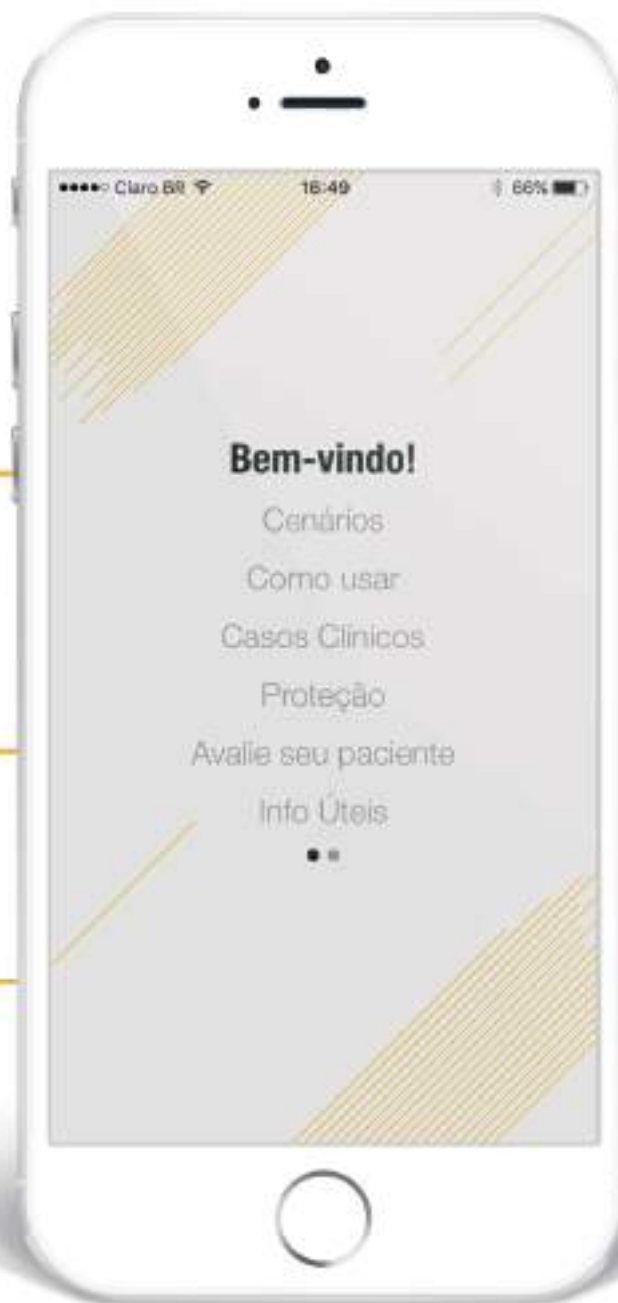 Claro BR 16:49 66%
Bem-vindo!
Cenários
Como usar
Casos Clínicos
Proteção
Avalie seu paciente
Info Úteis